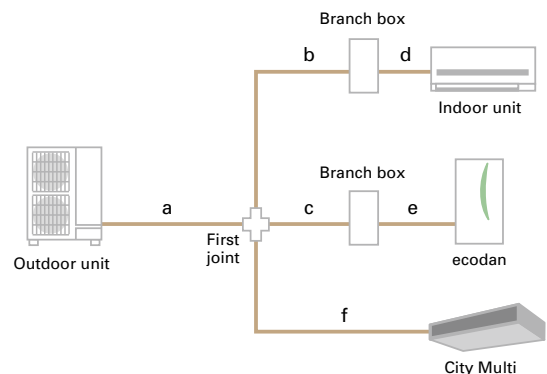 Branch box
b
d
Indoor unit
Branch box
a
c
e
First
joint
Outdoor unit
ecodan
f
City Multi